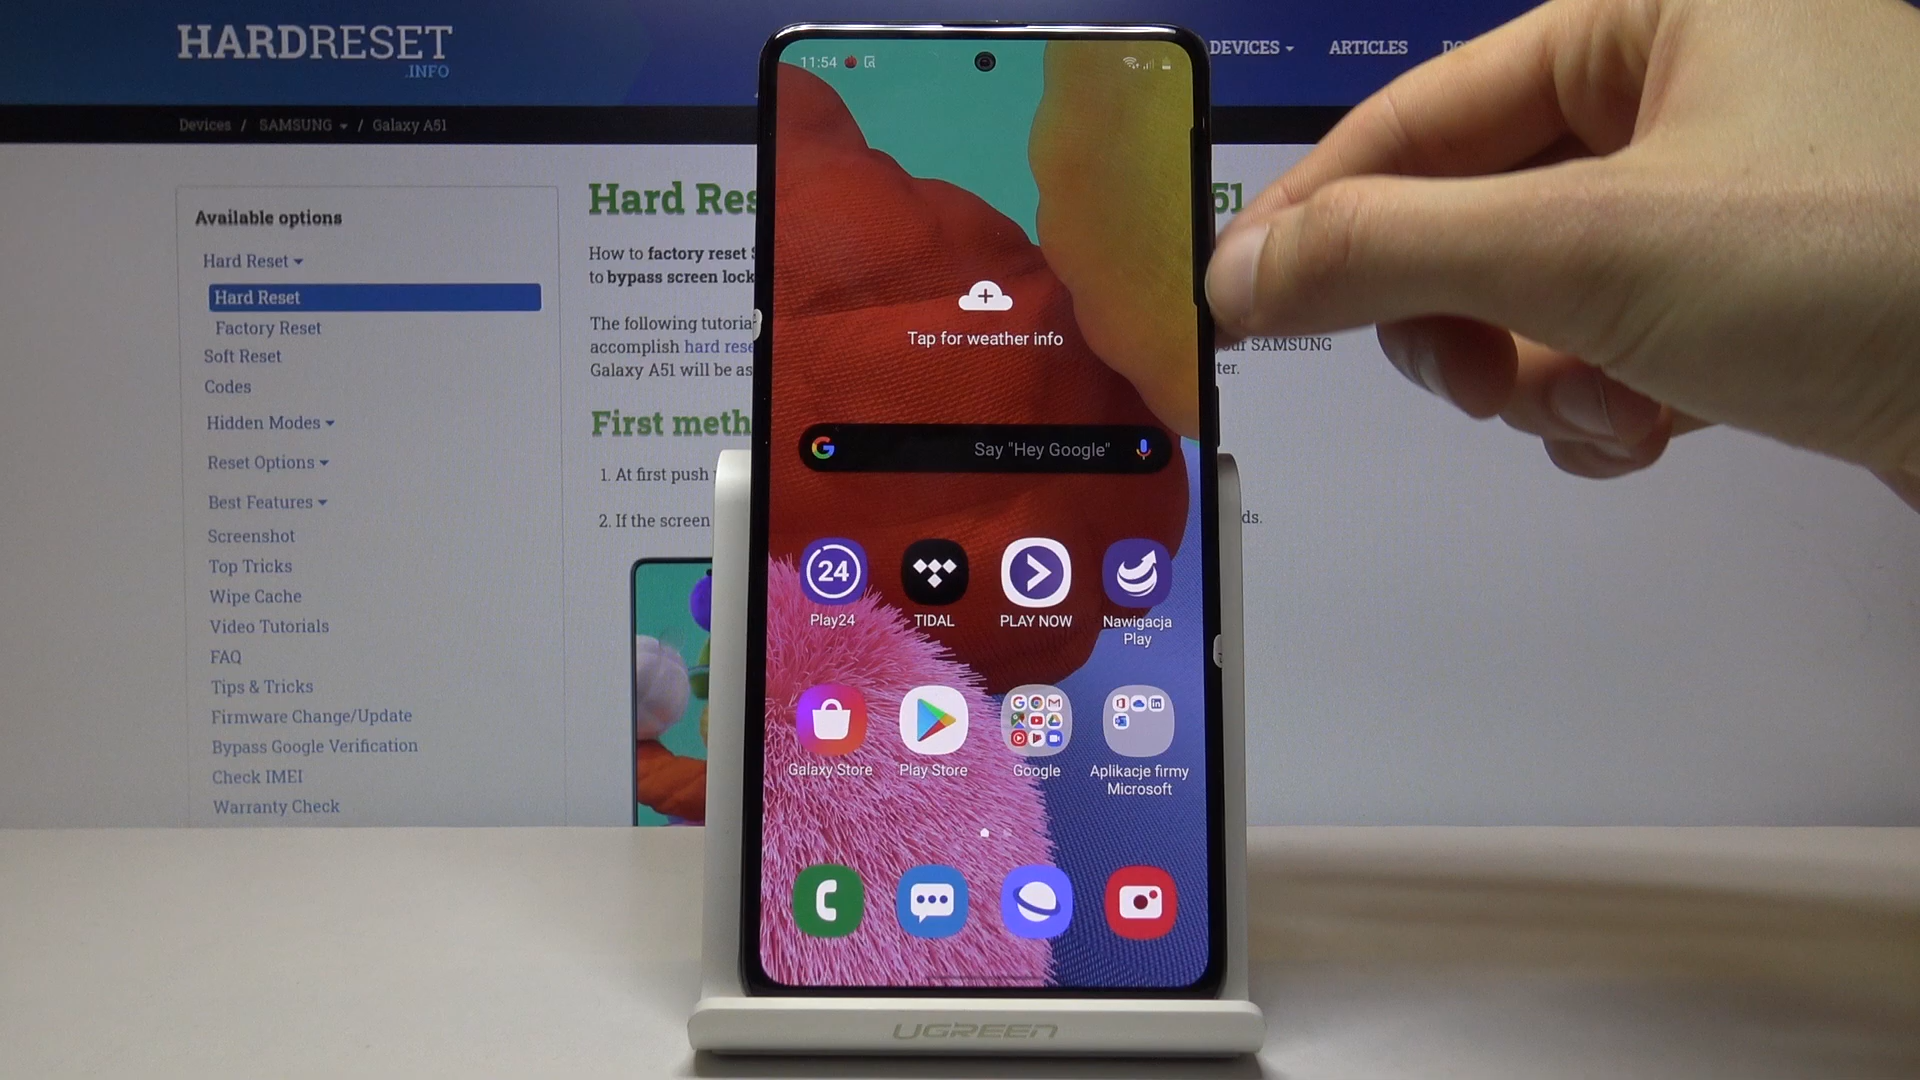 HARDRESET
.INFO
DEVICES
ARTICLES
Devices / SAMSUNG / Galaxy A51
Available options
Hard Reset
Hard Reset
Factory Reset
Soft Reset
Codes
Hidden Modes
Reset Options
Best Features
Screenshot
Top Tricks
Wipe Cache
Video Tutorials
FAQ
Tips & Tricks
Firmware Change/Update
Bypass Google Verification
Check IMEI
Warranty Check
Hard Res
51
How to factory reset
to bypass screen lock
The following tutoria
accomplish hard rese
SAMSUNG
Galaxy A51 will be as
ter.
First meth
1. At first push
2. If the screen
ds.
11:54
Tap for weather info
G
Say "Hey Google"
24
Play24
TIDAL
PLAY NOW
Nawigacja
Play
Galaxy Store
Play Store
Google
Aplikacje firmy
Microsoft
UGREEN